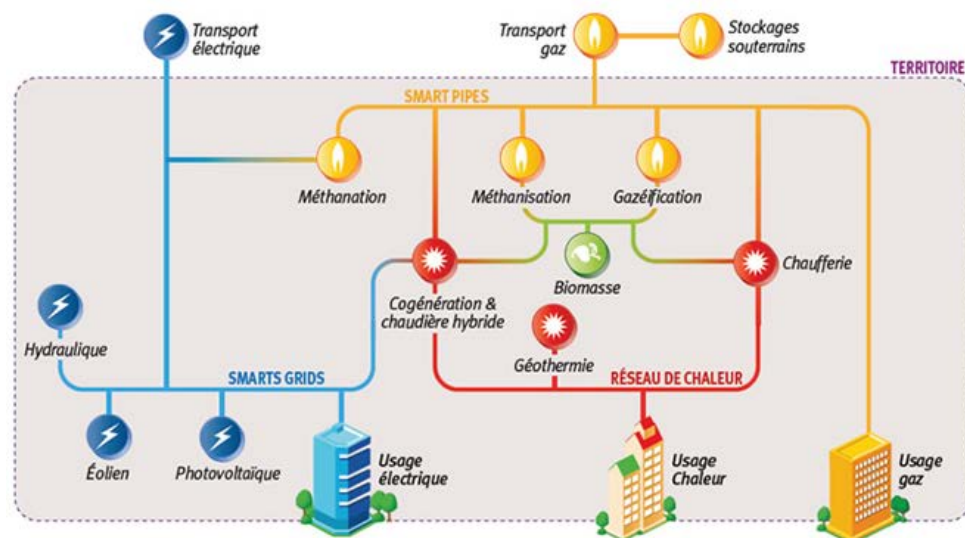 Transport
électrique
Transport
gaz
Stockages
souterrains
TERRITOIRE
SMART PIPES
Méthanation
Méthanisation
Gazéification
Biomasse
Chaufferie
Cogénération &
chaudière hybride
Géothermie
Hydraulique
SMARTS GRIDS
RÉSEAU DE CHALEUR
Éolien
Photovoltaïque
Usage
électrique
Usage
Chaleur
Usage
gaz